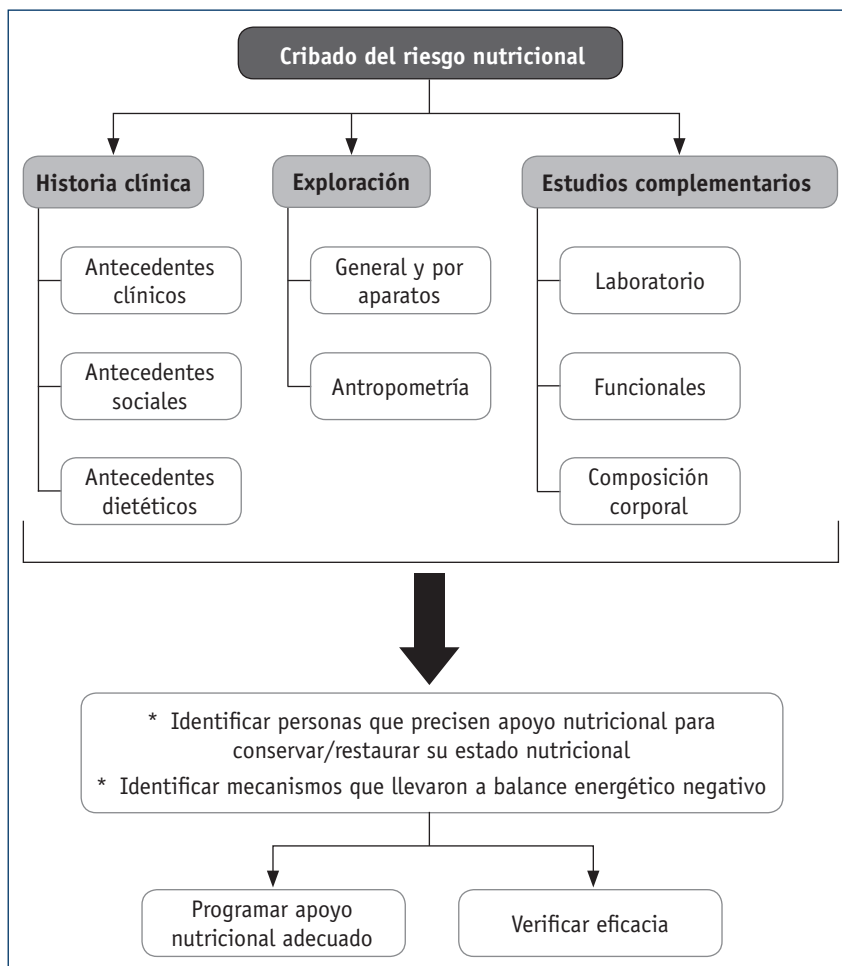 Cribado del riesgo nutricional
Historia clínica
Exploración
Estudios complementarios
Antecedentes
clínicos
General y por
aparatos
Laboratorio
Antecedentes
sociales
Antropometría
Funcionales
Antecedentes
dietéticos
Composición
corporal
* Identificar personas que precisen apoyo nutricional para
conservar/restaurar su estado nutricional
* Identificar mecanismos que llevaron a balance energético negativo
Programar apoyo
nutricional adecuado
Verificar eficacia